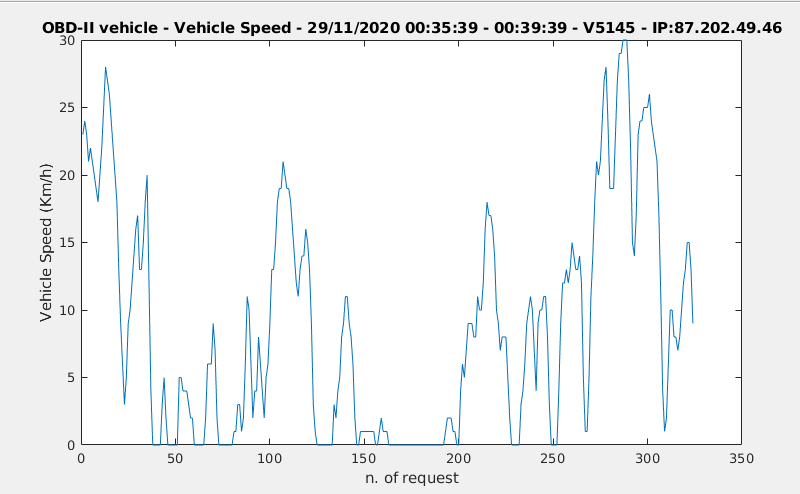 OBD-II vehicle - Vehicle Speed - 29/11/2020 00:35:39 - 00:39:39 - V5145 - IP:87.202.49.46
30
25
20
15
10
5
0
Vehicle Speed (Km/h)
0 50 100 150 200 250 300 350
n. of request